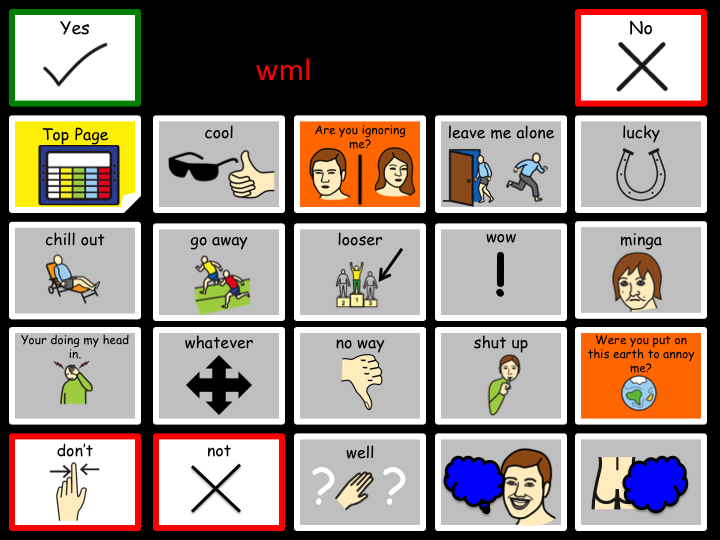 Yes
wml
No
Top Page
cool
Are you ignoring
me?
leave me alone
lucky
chill out
go away
looser
wow
!
minga
Your doing my head
in.
whatever
no way
shut up
Were you put on
this earth to annoy
me?
don't
not
well
? ?